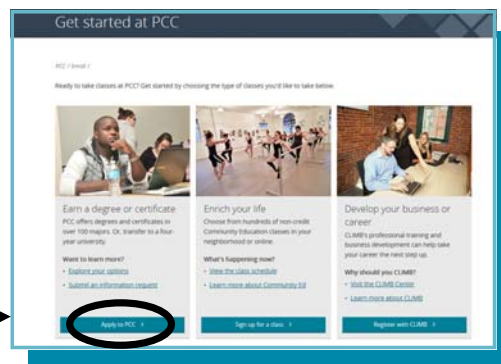 Get started at PCC
PCC / Enroll /
Ready to take classes at PCC? Get started by choosing the type of classes you'd like to take below.
Earn a degree or certificate
PCC offers degrees and certificates in
over 100 majors. Or, transfer to a four-
year university.
Want to learn more?
• Explore your options
• Submit an information request
Apply to PCC ›
Enrich your life
Choose from hundreds of non-credit
Community Education classes in your
neighborhood or online.
What's happening now?
• View the class schedule
• Learn more about Community Ed
Sign up for a class ›
Develop your business or
career
CLIMB's professional training and
business development can help take
your career the next step up.
Why should you CLIMB?
• Visit the CLIMB Center
• Learn more about CLIMB
Register with CLIMB ›